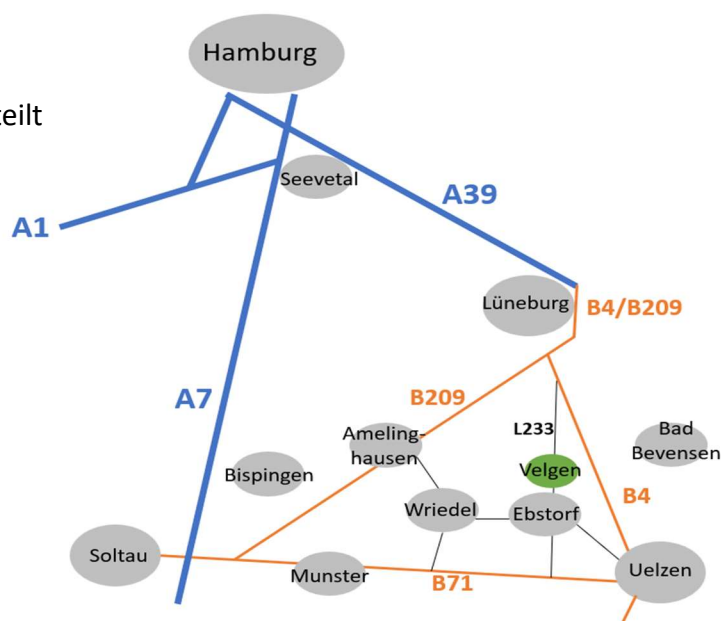 Hamburg
eilt
Seevetal
A39
A1
Lüneburg
B4/B209
A7
B209
Ameling-
hausen
L233
Bad
Bevensen
Bispingen
Velgen
B4
Wriedel
Ebstorf
Soltau
Munster
B71
Uelzen